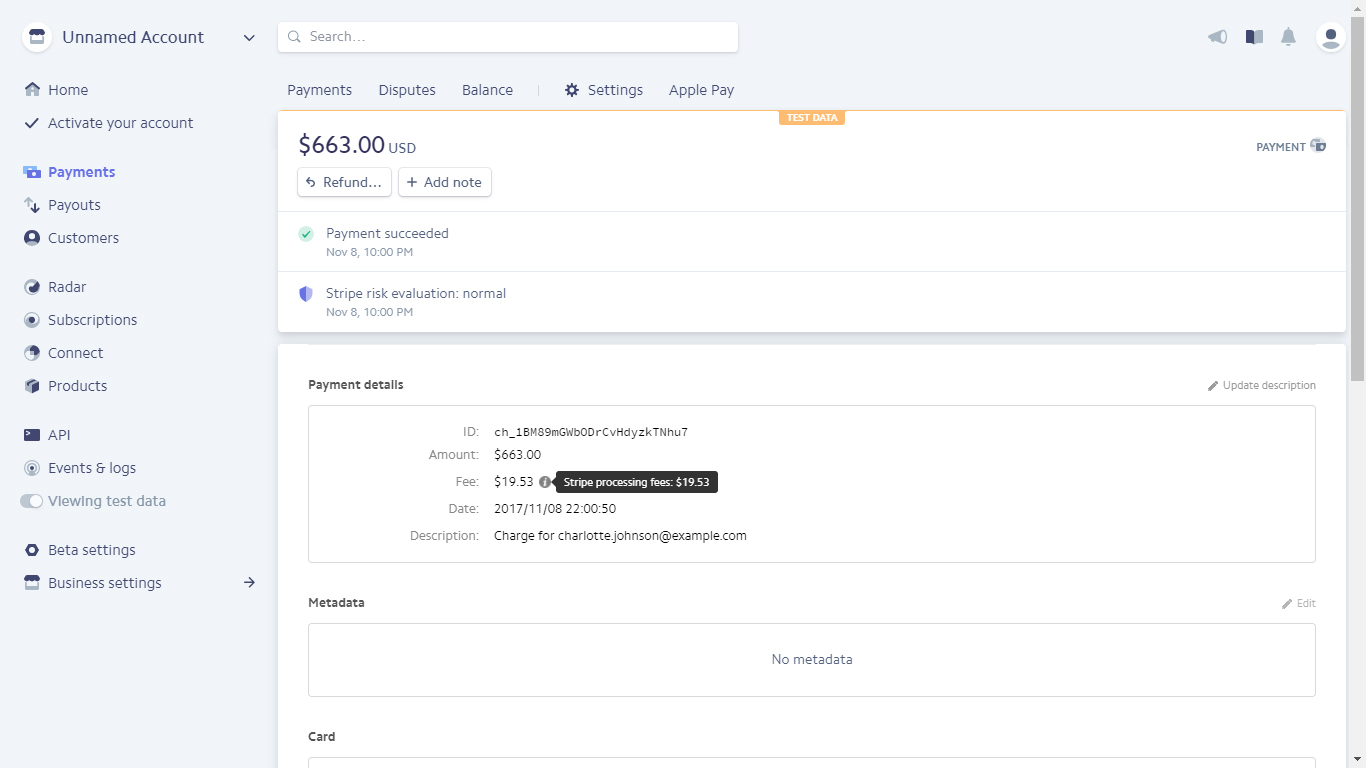 Unnamed Account
Search...
Home
Activate your account
Payments
Payouts
Customers
Radar
Subscriptions
Connect
Products
API
Events & logs
Viewing test data
Beta settings
Business settings
Payments Disputes Balance Settings Apple Pay
TEST DATA
$663.00 USD
PAYMENT
Refund... Add note
Payment succeeded
Nov 8, 10:00 PM
Stripe risk evaluation: normal
Nov 8, 10:00 PM
Payment details
Update description
ID: ch_1BM89mGWbODrCvHdyzkTNhu7
Amount: $663.00
Fee: $19.53 Stripe processing fees: $19.53
Date: 2017/11/08 22:00:50
Description: Charge for charlotte.johnson@example.com
Metadata
Edit
No metadata
Card